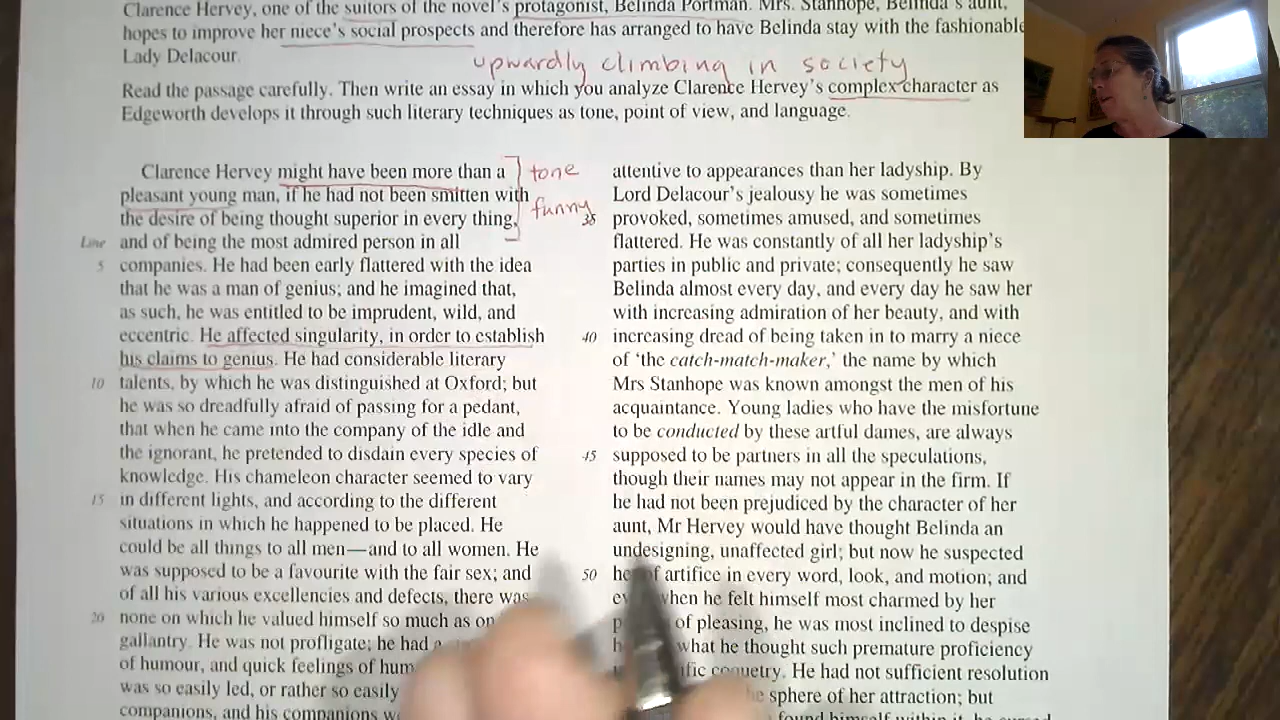 Clarence Hervey, one of the suitors of the novel's protagonist, Belinda Portman. Mrs. Stanhope, Belinda's aunt,
hopes to improve her niece's social prospects and therefore has arranged to have Belinda stay with the fashionable
Lady Delacour.
upwardly climbing in society
Read the passage carefully. Then write an essay in which you analyze Clarence Hervey's complex character as
Edgeworth develops it through such literary techniques as tone, point of view, and language.
Clarence Hervey might have been more than a
pleasant young man, if he had not been smitten with
the desire of being thought superior in every thing,
Line and of being the most admired person in all
5 companies. He had been early flattered with the idea
that he was a man of genius; and he imagined that,
as such, he was entitled to be imprudent, wild, and
eccentric. He affected singularity, in order to establish
his claims to genius. He had considerable literary
10 talents, by which he was distinguished at Oxford; but
he was so dreadfully afraid of passing for a pedant,
that when he came into the company of the idle and
the ignorant, he pretended to disdain every species of
knowledge. His chameleon character seemed to vary
15 in different lights, and according to the different
situations in which he happened to be placed. He
could be all things to all men—and to all women. He
was supposed to be a favourite with the fair sex; and
of all his various excellencies and defects, there was
20 none on which he valued himself so much as on
gallantry. He was not profligate; he had a
of humour, and quick feelings of
was so easily led, or rather so easily
companions, and his companions
tone
funny
attentive to appearances than her ladyship. By
Lord Delacour's jealousy he was sometimes
35 provoked, sometimes amused, and sometimes
flattered. He was constantly of all her ladyship's
parties in public and private; consequently he saw
Belinda almost every day, and every day he saw her
with increasing admiration of her beauty, and with
40 increasing dread of being taken in to marry a niece
of 'the catch-match-maker,' the name by which
Mrs Stanhope was known amongst the men of his
acquaintance. Young ladies who have the misfortune
to be conducted by these artful dames, are always
45 supposed to be partners in all the speculations,
though their names may not appear in the firm. If
he had not been prejudiced by the character of her
aunt, Mr Hervey would have thought Belinda an
undesigning, unaffected girl; but now he suspected
50 of artifice in every word, look, and motion; and
when he felt himself most charmed by her
of pleasing, he was most inclined to despise
what he thought such premature proficiency
coquetry. He had not sufficient resolution
sphere of her attraction; but
found himself within it, he